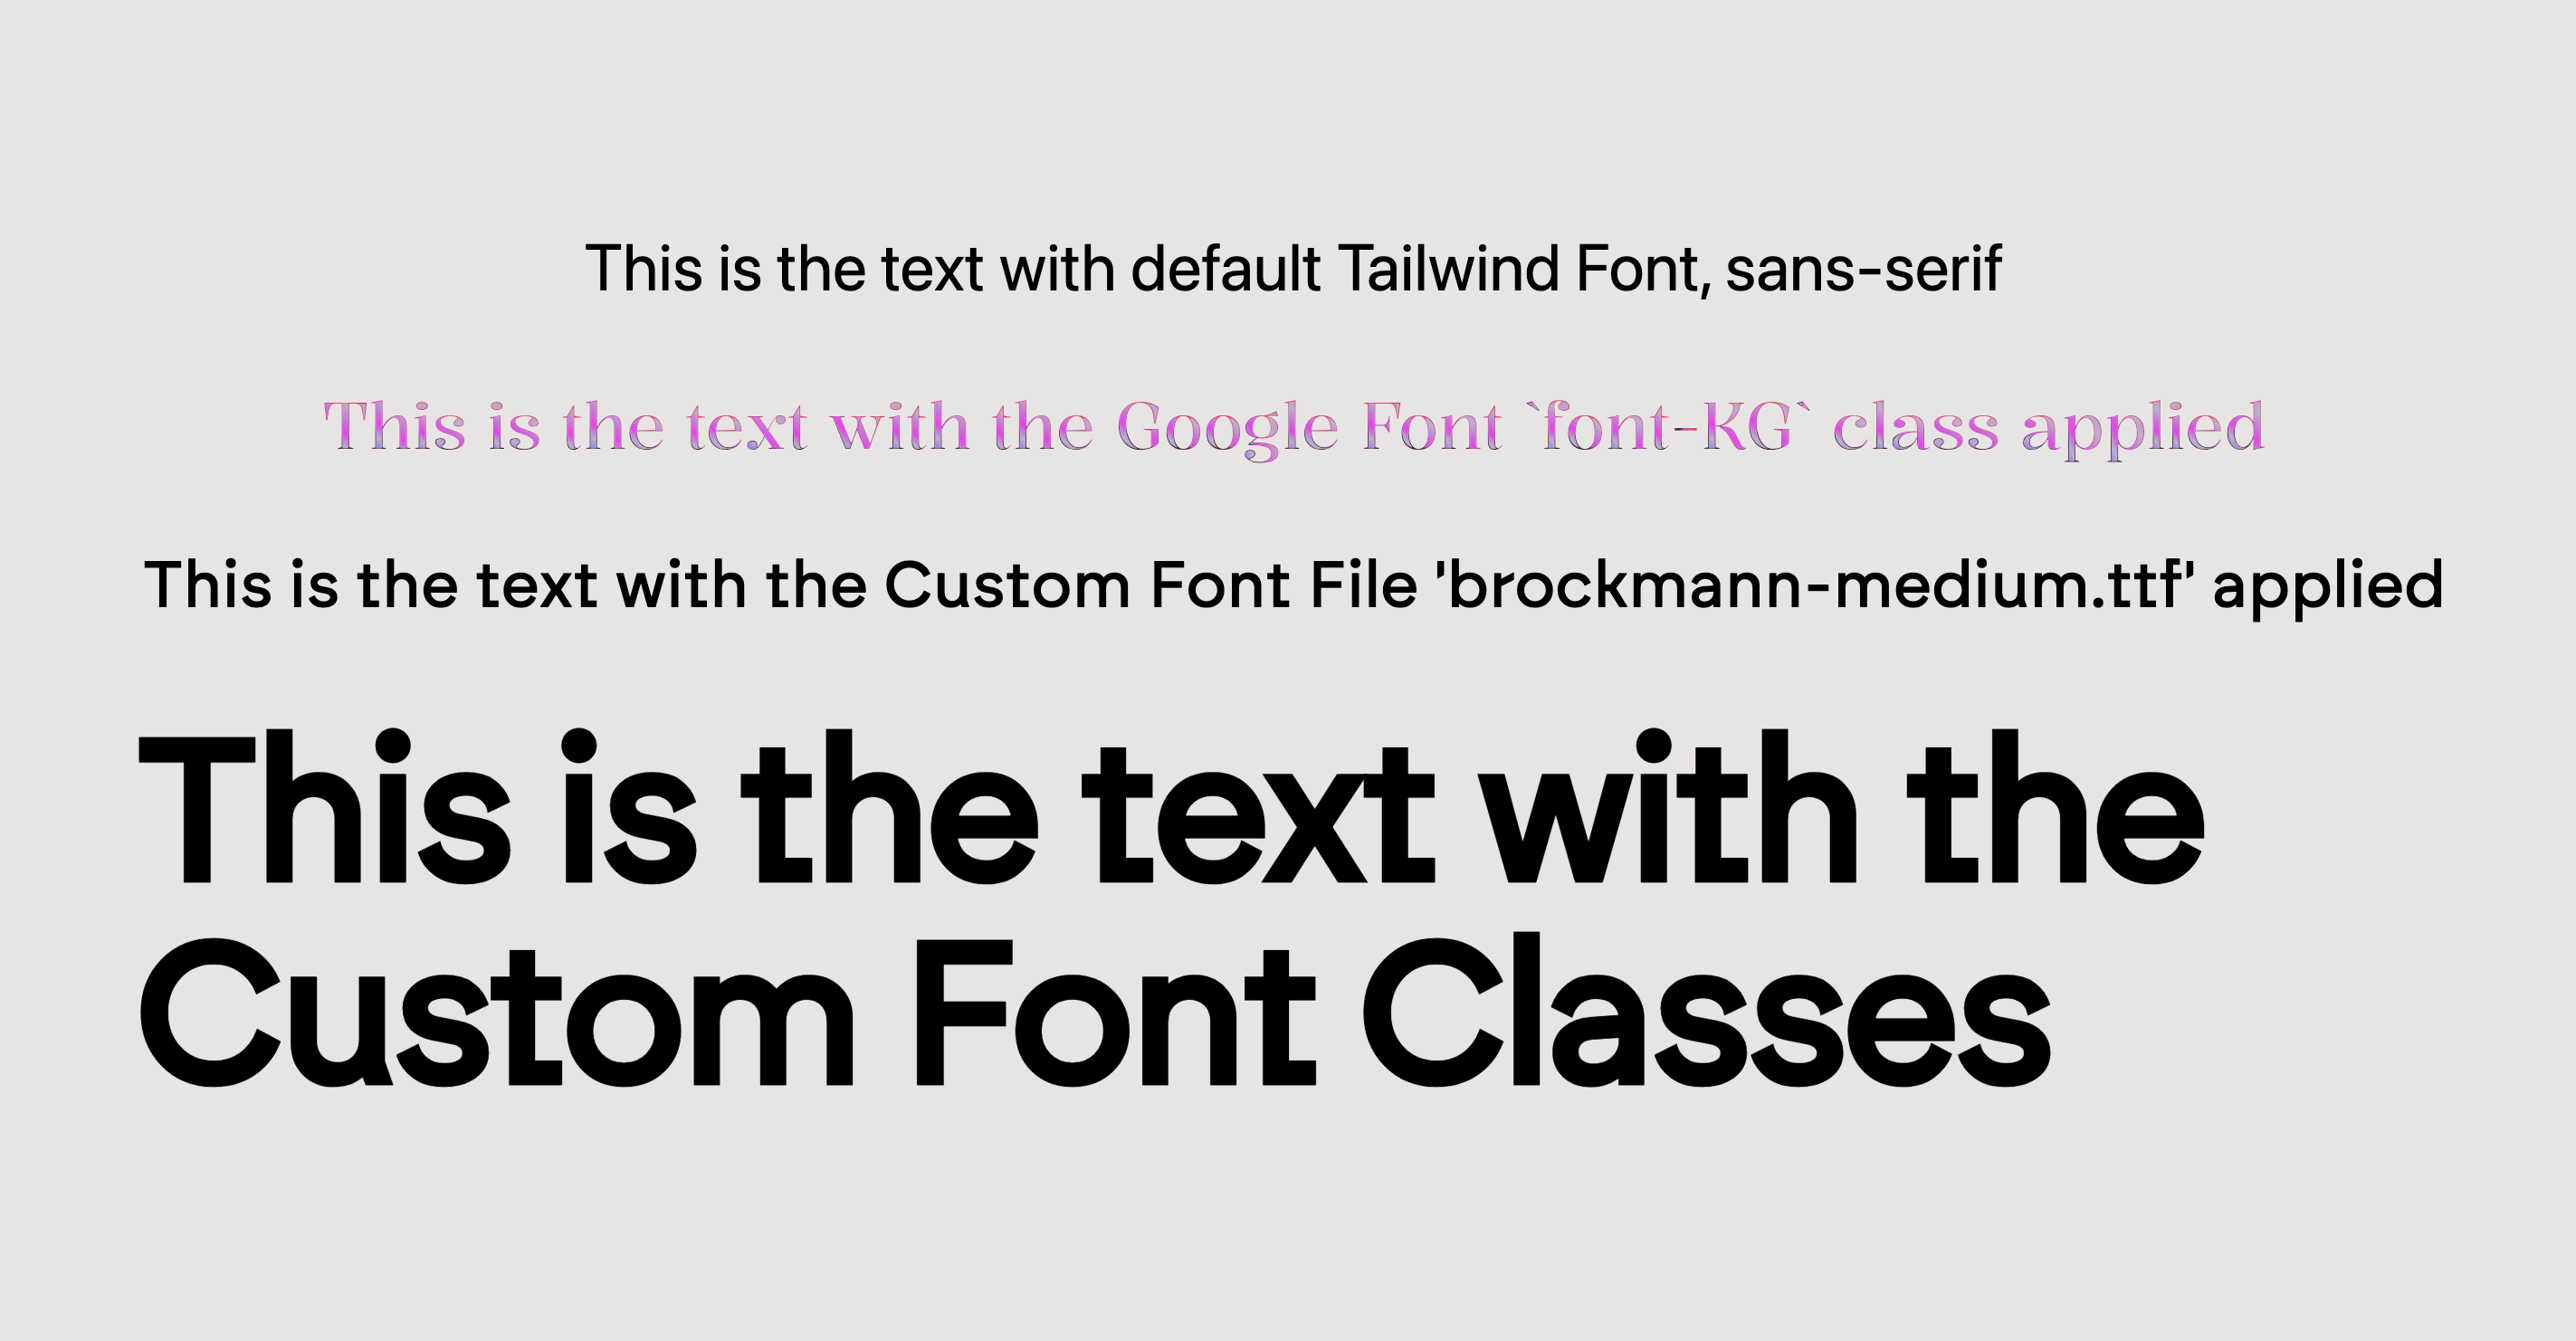 This is the text with default Tailwind Font, sans-serif
This is the text with the Google Font `font-KG` class applied
This is the text with the Custom Font File 'brockmann-medium.ttf' applied
This is the text with the
Custom Font Classes